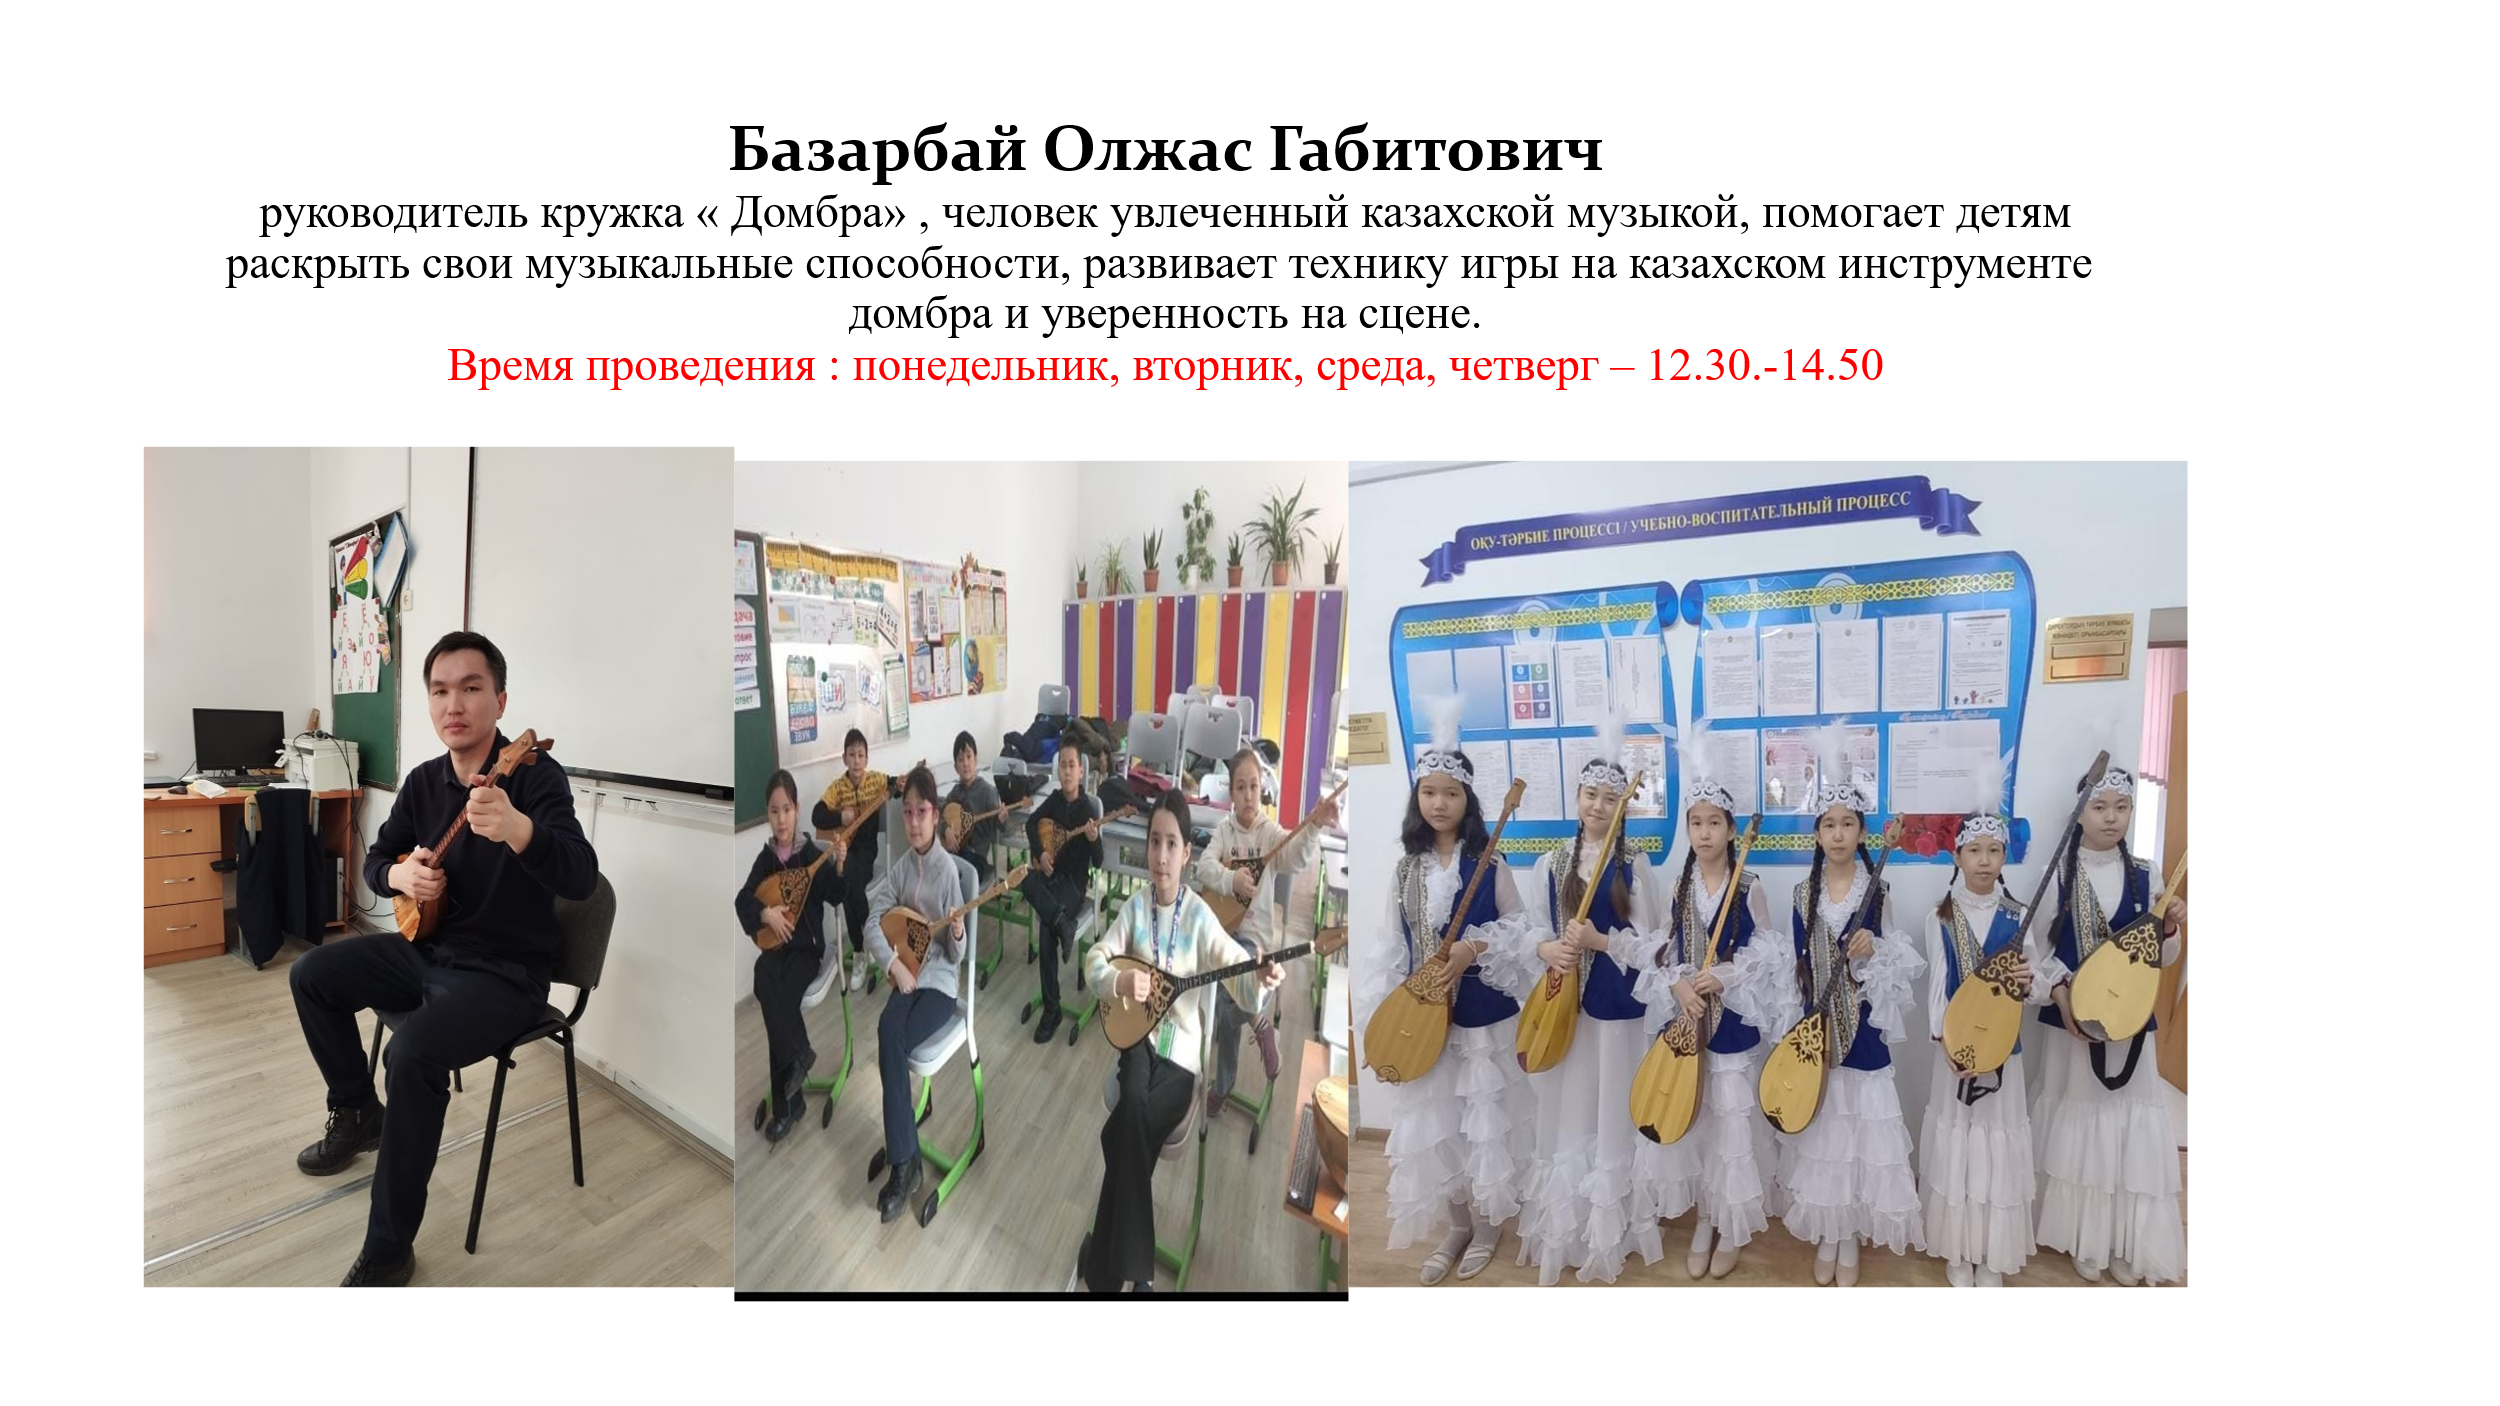 Базарбай Олжас Габитович
руководитель кружка « Домбра» , человек увлеченный казахской музыкой, помогает детям
раскрыть свои музыкальные способности, развивает технику игры на казахском инструменте
домбра и уверенность на сцене.
Время проведения : понедельник, вторник, среда, четверг – 12.30.-14.50
ОҚУ-ТӘРБИЕ ПРОЦЕССІ / УЧЕБНО-ВОСПИТАТЕЛЬНЫЙ ПРОЦЕСС